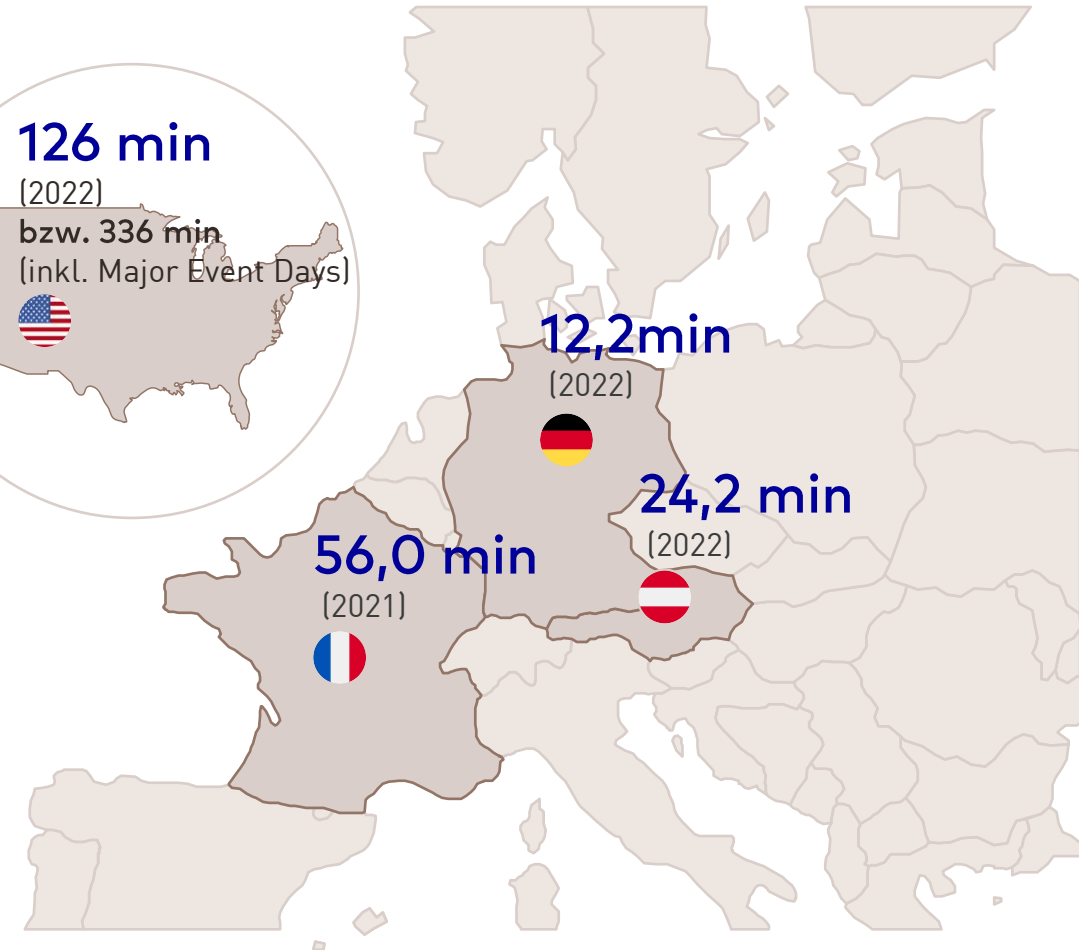 126 min
(2022)
bzw. 336 min
(inkl. Major Event Days)
12,2min
(2022)
24,2 min
(2022)
56,0 min
(2021)